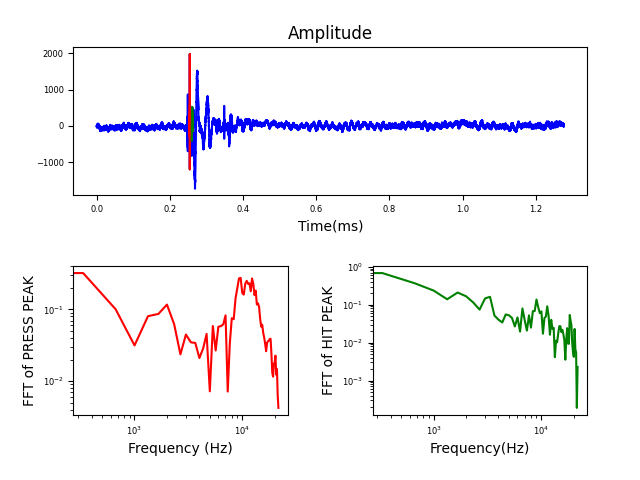 Amplitude
2000
1000
0
−1000
0.0 0.2 0.4 0.6 0.8 1.0 1.2
Time(ms)
FFT of PRESS PEAK
10⁻¹
10⁻²
10³ 10⁴
Frequency (Hz)
FFT of HIT PEAK
10⁰
10⁻¹
10⁻²
10⁻³
10³ 10⁴
Frequency(Hz)